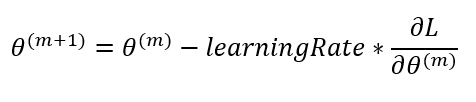 θ^(m+1) = θ^(m) − learningRate * ∂L/∂θ^(m)